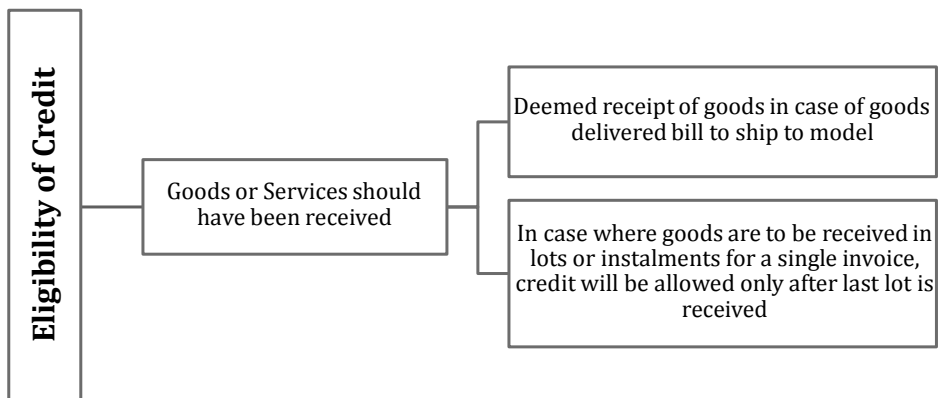 Eligibility of Credit
Goods or Services should
have been received
Deemed receipt of goods in case of goods
delivered bill to ship to model
In case where goods are to be received in
lots or instalments for a single invoice,
credit will be allowed only after last lot is
received